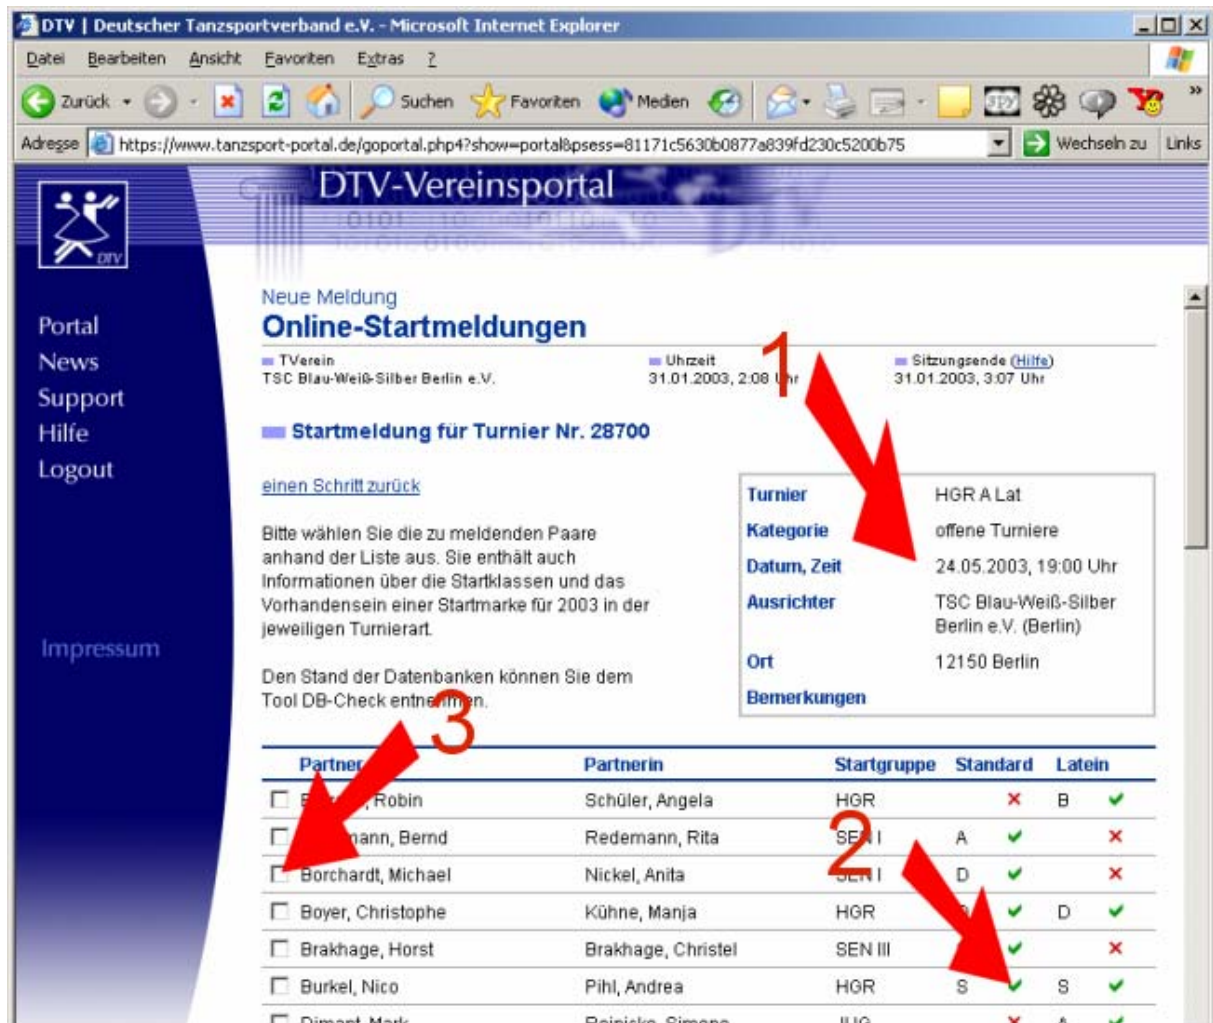 DTV | Deutscher Tanzsportverband e.V. - Microsoft Internet Explorer
Datei Bearbeiten Ansicht Favoriten Extras ?
Zurück Suchen Favoriten Medien »
Adresse https://www.tanzsport-portal.de/goportal.php4?show=portal&psess=81171c5630b0877a839fd230c5200b75 Wechseln zu Links
DTV-Vereinsportal
DTV
Portal
News
Support
Hilfe
Logout
Impressum
Neue Meldung
Online-Startmeldungen
TVerein Uhrzeit Sitzungsende (Hilfe)
TSC Blau-Weiß-Silber Berlin e.V. 31.01.2003, 2:08 Uhr 31.01.2003, 3:07 Uhr
1
Startmeldung für Turnier Nr. 28700
einen Schritt zurück
Bitte wählen Sie die zu meldenden Paare
anhand der Liste aus. Sie enthält auch
Informationen über die Startklassen und das
Vorhandensein einer Startmarke für 2003 in der
jeweiligen Turnierart.
Den Stand der Datenbanken können Sie dem
Tool DB-Check entnehmen.
Turnier HGR A Lat
Kategorie offene Turniere
Datum, Zeit 24.05.2003, 19:00 Uhr
Ausrichter TSC Blau-Weiß-Silber
Berlin e.V. (Berlin)
Ort 12150 Berlin
Bemerkungen
3
Partner Partnerin Startgruppe Standard Latein
Robin Schüler, Angela HGR B
Bernd Redemann, Rita SEN I A
2
Borchardt, Michael Nickel, Anita SEN I D
Boyer, Christophe Kühne, Manja HGR D
Brakhage, Horst Brakhage, Christel SEN III
Burkel, Nico Pihl, Andrea HGR S S
Dimant, Mark Reinicke, Simone JUG A